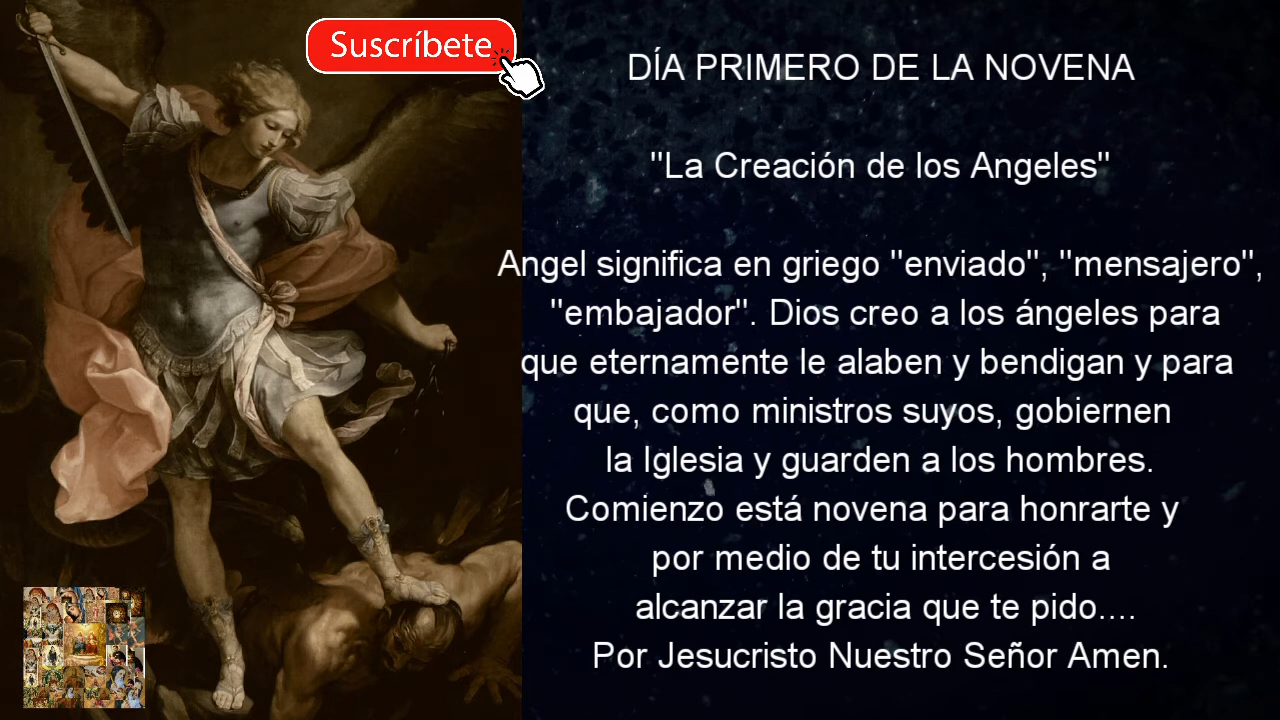 Suscríbete
DÍA PRIMERO DE LA NOVENA
"La Creación de los Angeles"
Angel significa en griego "enviado", "mensajero",
"embajador". Dios creo a los ángeles para
que eternamente le alaben y bendigan y para
que, como ministros suyos, gobiernen
la Iglesia y guarden a los hombres.
Comienzo está novena para honrarte y
por medio de tu intercesión a
alcanzar la gracia que te pido....
Por Jesucristo Nuestro Señor Amen.